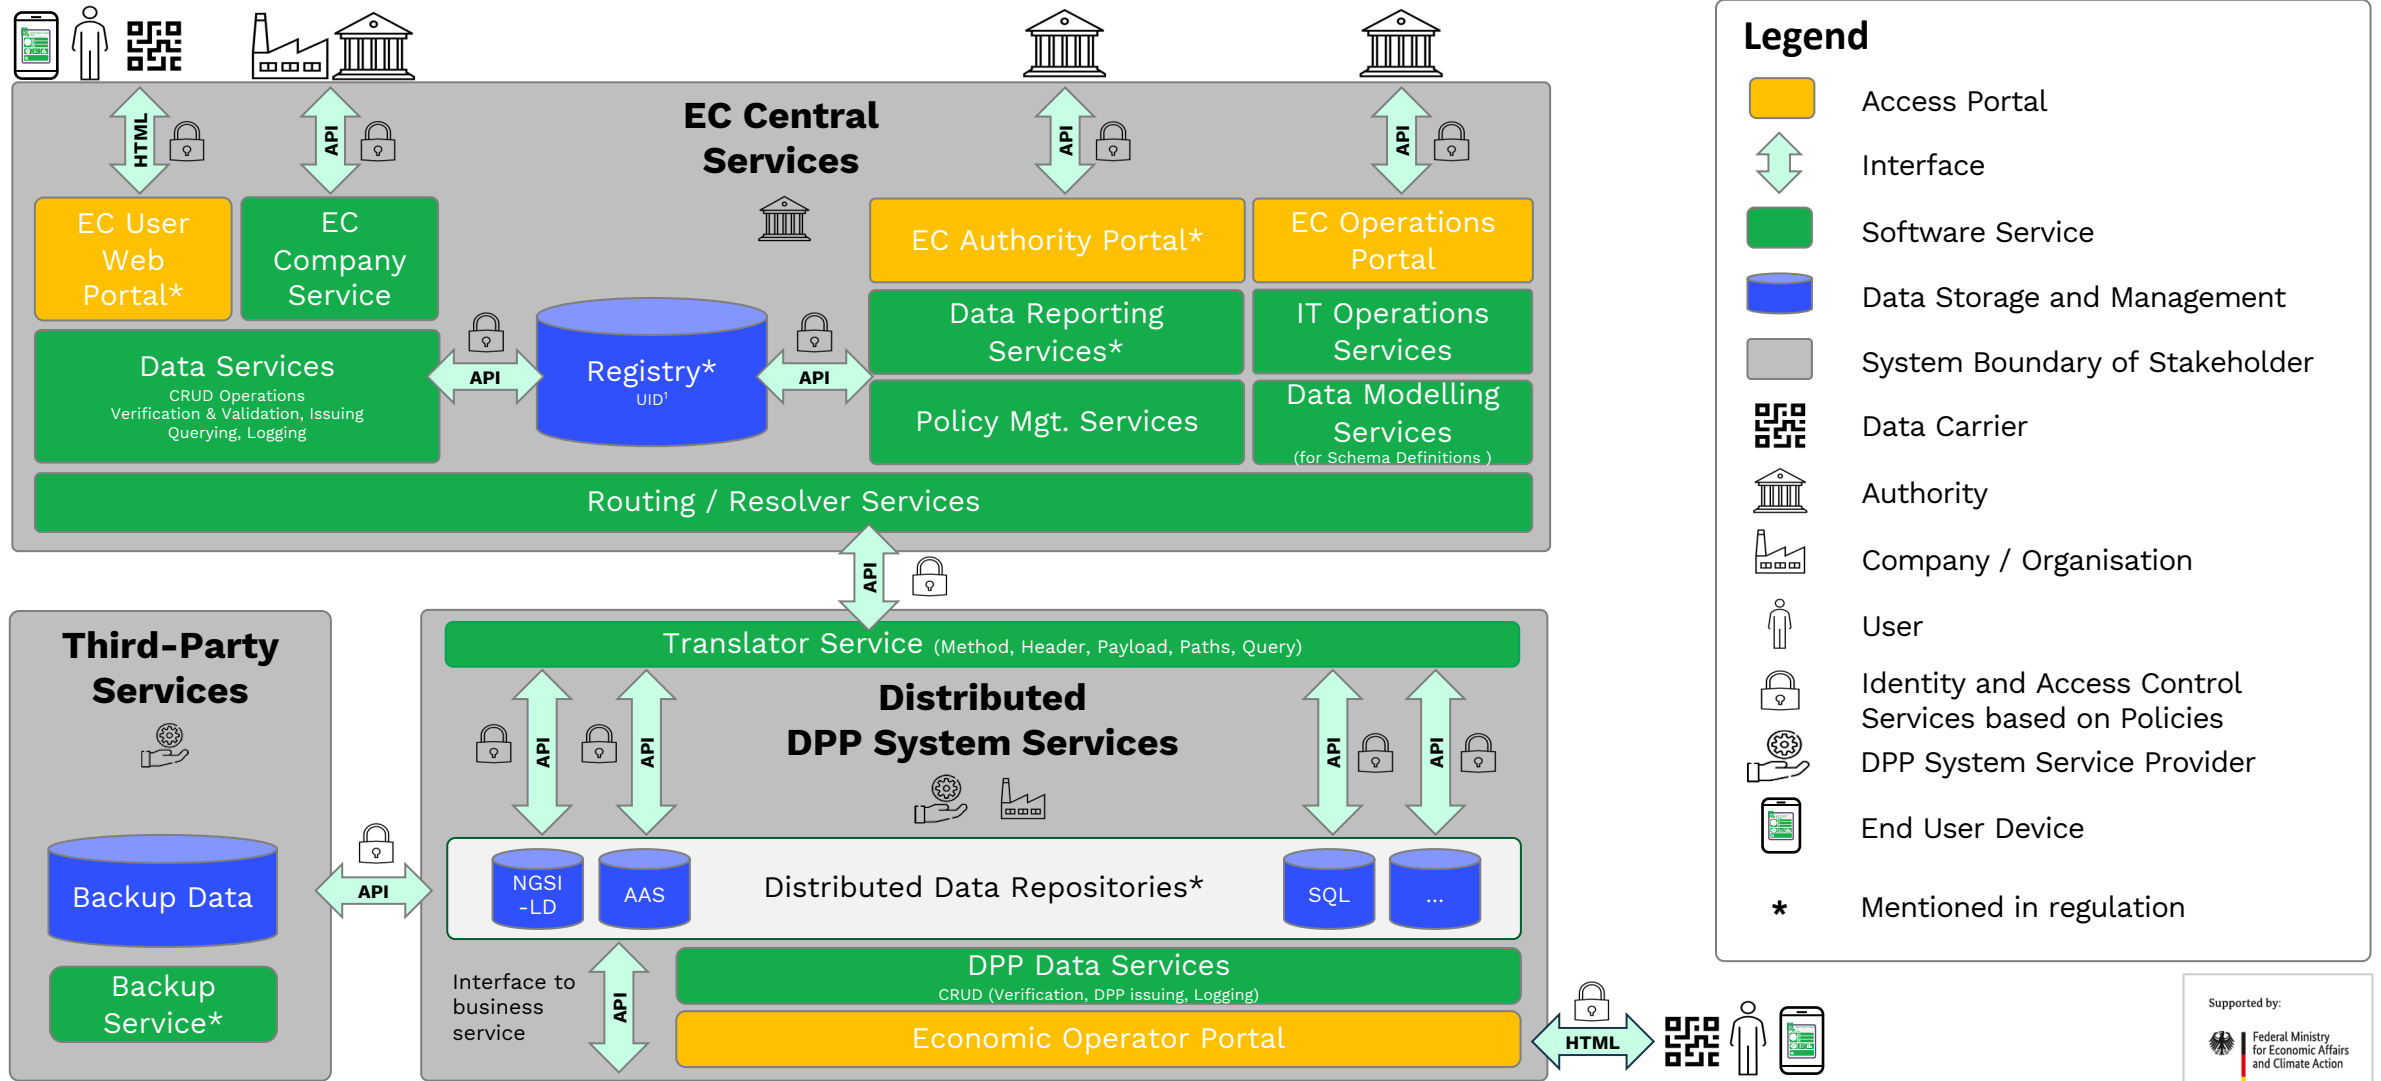 EC Central
Services
HTML
API
API
API
EC User
Web
Portal*
EC
Company
Service
EC Authority Portal*
EC Operations
Portal
Data Services
CRUD Operations
Verification & Validation, Issuing
Querying, Logging
API
Registry*
UID¹
API
Data Reporting
Services*
IT Operations
Services
Policy Mgt. Services
Data Modelling
Services
(for Schema Definitions )
Routing / Resolver Services
API
Third-Party
Services
Backup Data
Backup
Service*
API
Translator Service (Method, Header, Payload, Paths, Query)
Distributed
DPP System Services
API
API
API
API
NGSI
-LD
AAS
Distributed Data Repositories*
SQL
...
Interface to
business
service
API
DPP Data Services
CRUD (Verification, DPP issuing, Logging)
Economic Operator Portal
HTML
Legend
Access Portal
Interface
Software Service
Data Storage and Management
System Boundary of Stakeholder
Data Carrier
Authority
Company / Organisation
User
Identity and Access Control
Services based on Policies
DPP System Service Provider
End User Device
* Mentioned in regulation
Supported by:
Federal Ministry
for Economic Affairs
and Climate Action